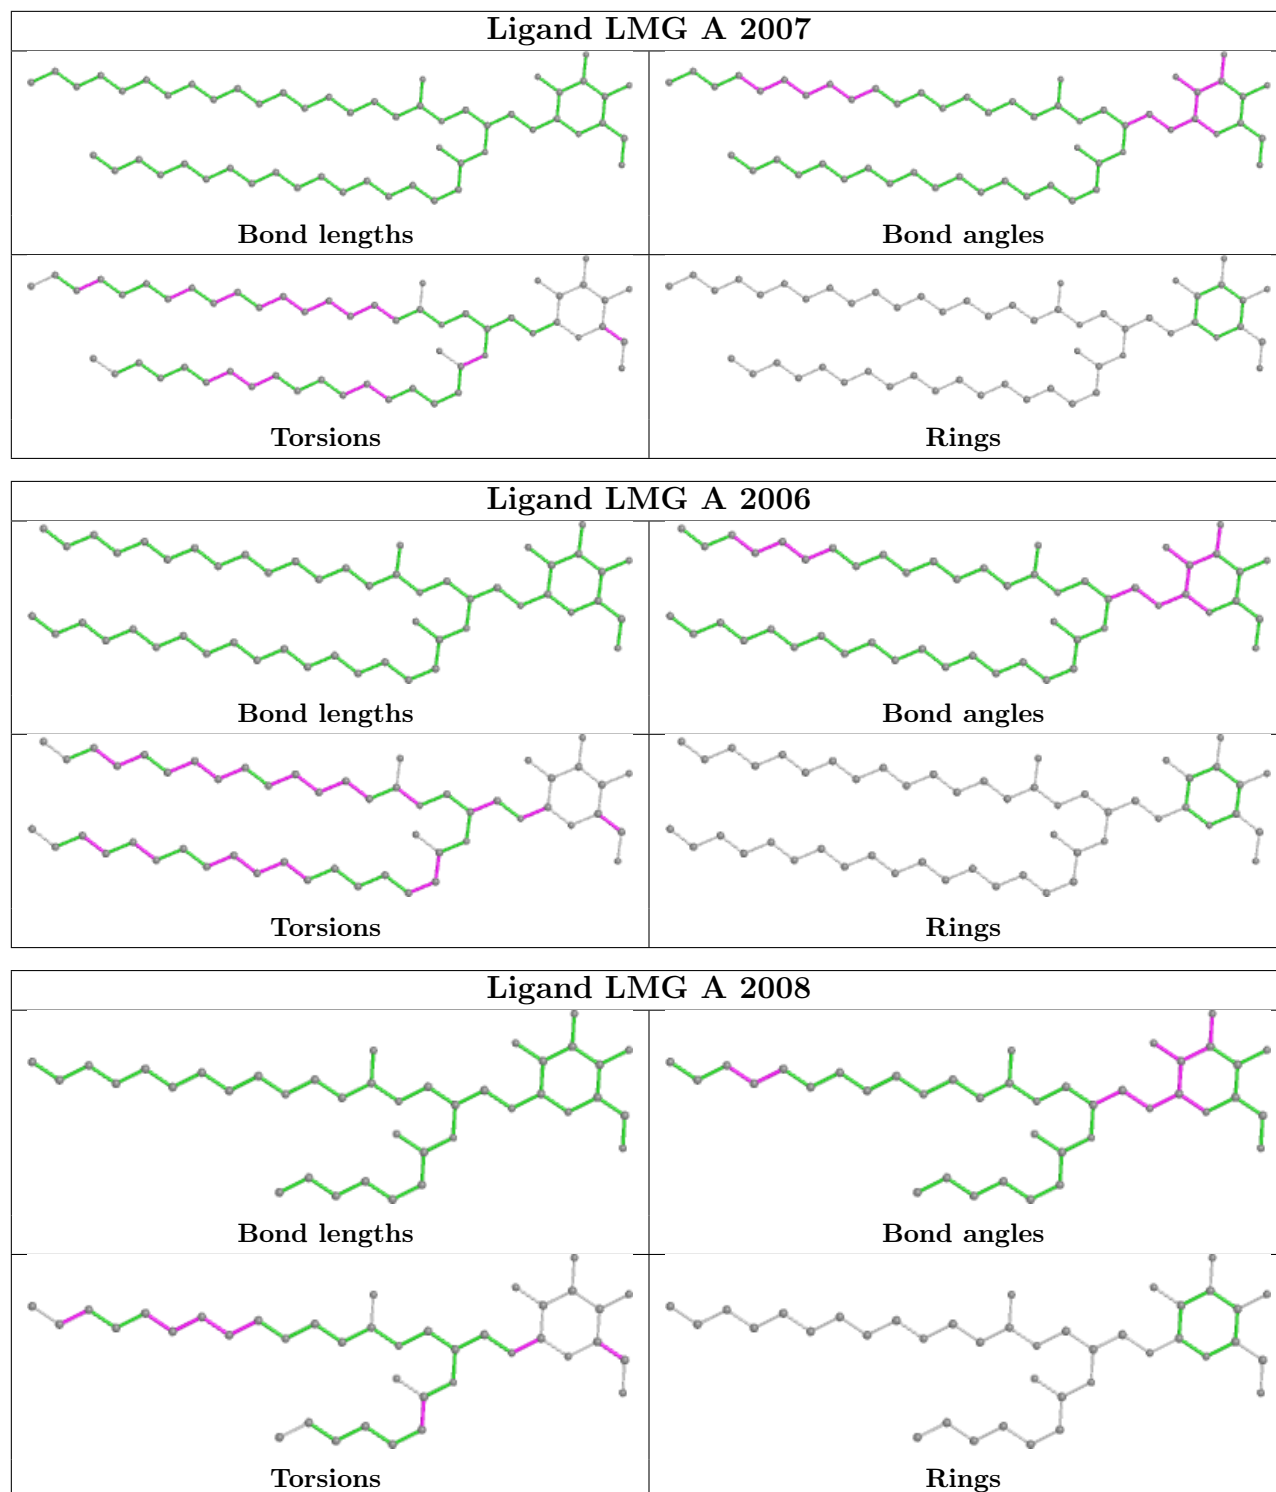 Ligand LMG A 2007
Bond lengths
Bond angles
Torsions
Rings
Ligand LMG A 2006
Bond lengths
Bond angles
Torsions
Rings
Ligand LMG A 2008
Bond lengths
Bond angles
Torsions
Rings